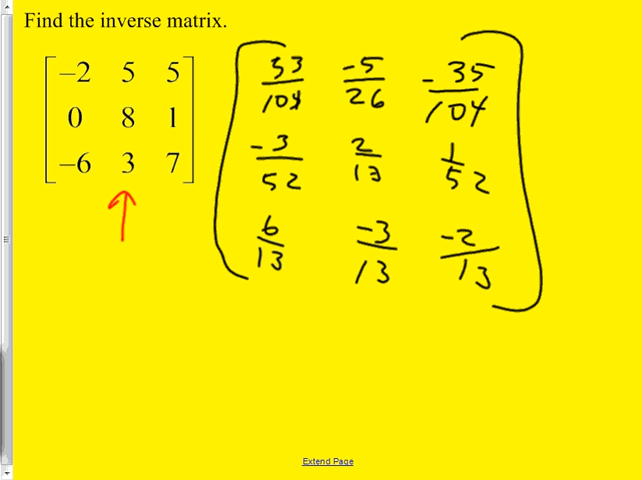 Find the inverse matrix.
-2 5 5
0 8 1
-6 3 7
53/104 -5/26 -35/104
-3/52 2/13 1/52
6/13 -3/13 -2/13
Extend Page